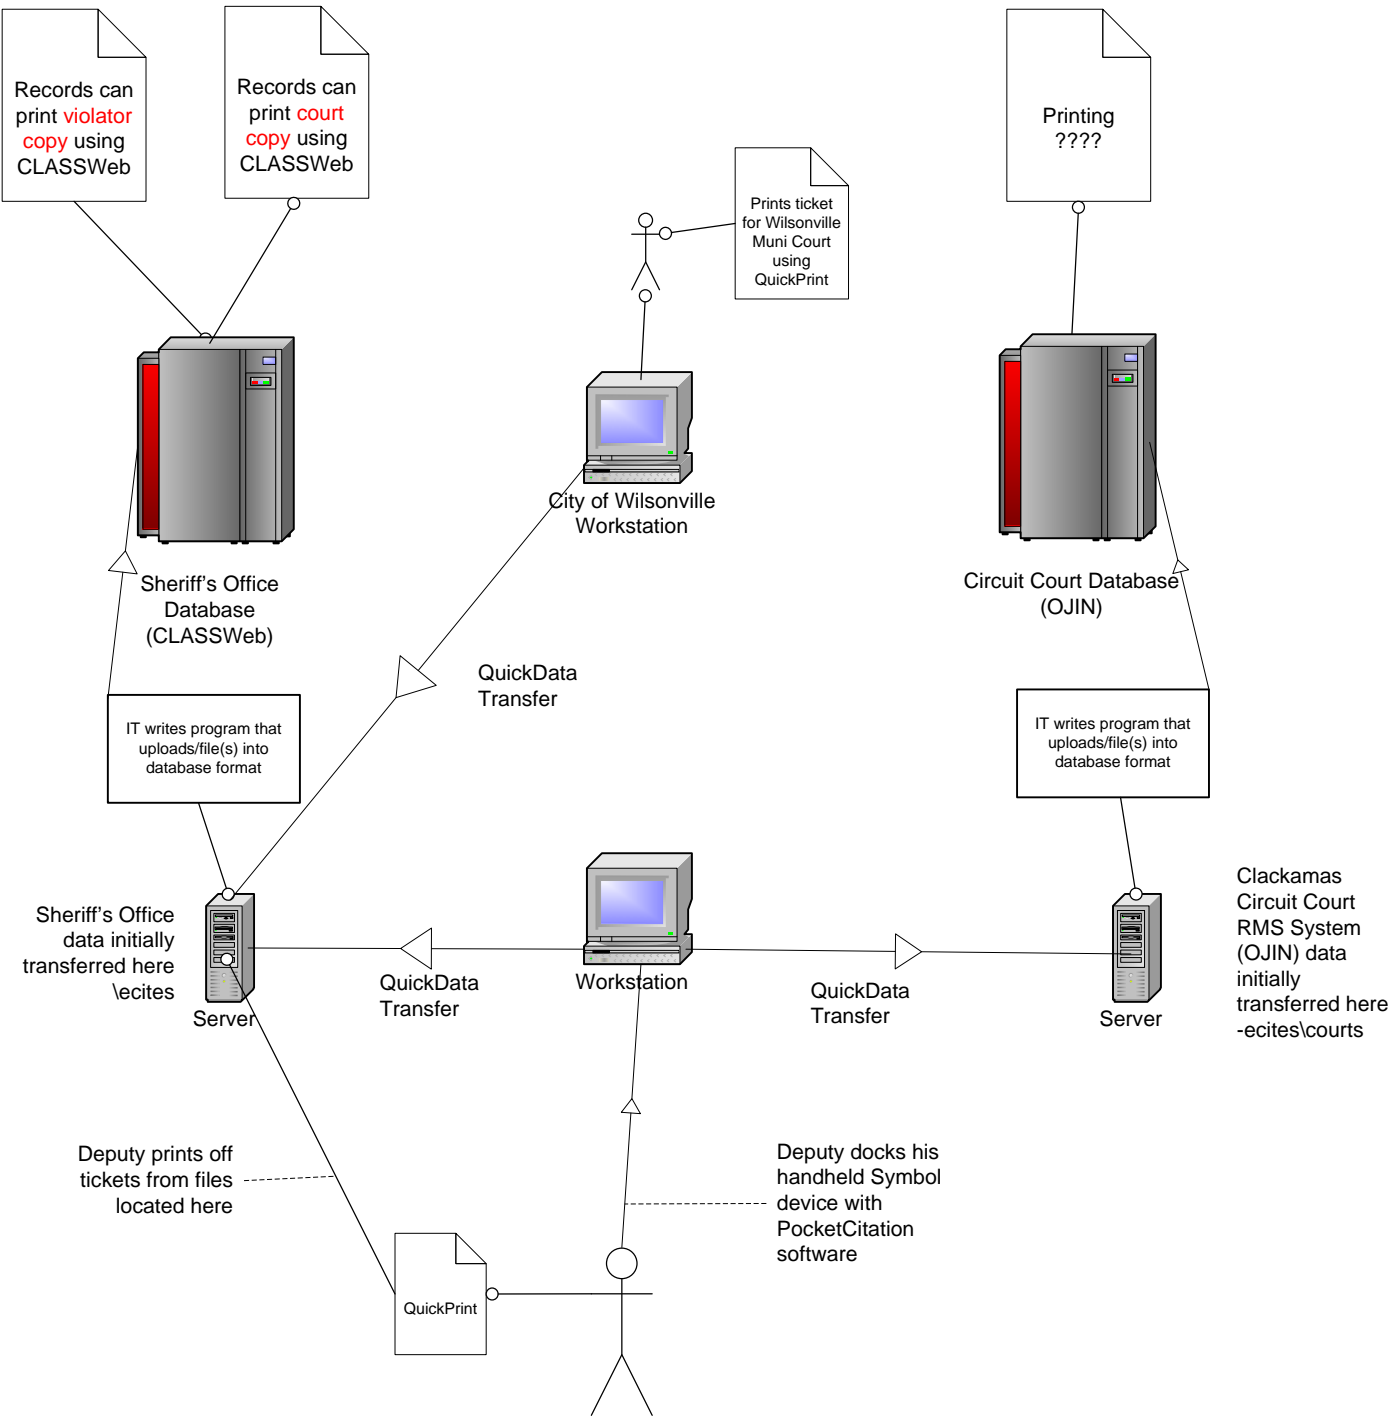 Records can
print violator
copy using
CLASSWeb
Records can
print court
copy using
CLASSWeb
Printing
????
Prints ticket
for Wilsonville
Muni Court
using
QuickPrint
City of Wilsonville
Workstation
Sheriff's Office
Database
(CLASSWeb)
Circuit Court Database
(OJIN)
QuickData
Transfer
IT writes program that
uploads/file(s) into
database format
IT writes program that
uploads/file(s) into
database format
Sheriff's Office
data initially
transferred here
\ecites
Server
QuickData
Transfer
Workstation
QuickData
Transfer
Server
Clackamas
Circuit Court
RMS System
(OJIN) data
initially
transferred here
-ecites\courts
Deputy prints off
tickets from files
located here
Deputy docks his
handheld Symbol
device with
PocketCitation
software
QuickPrint